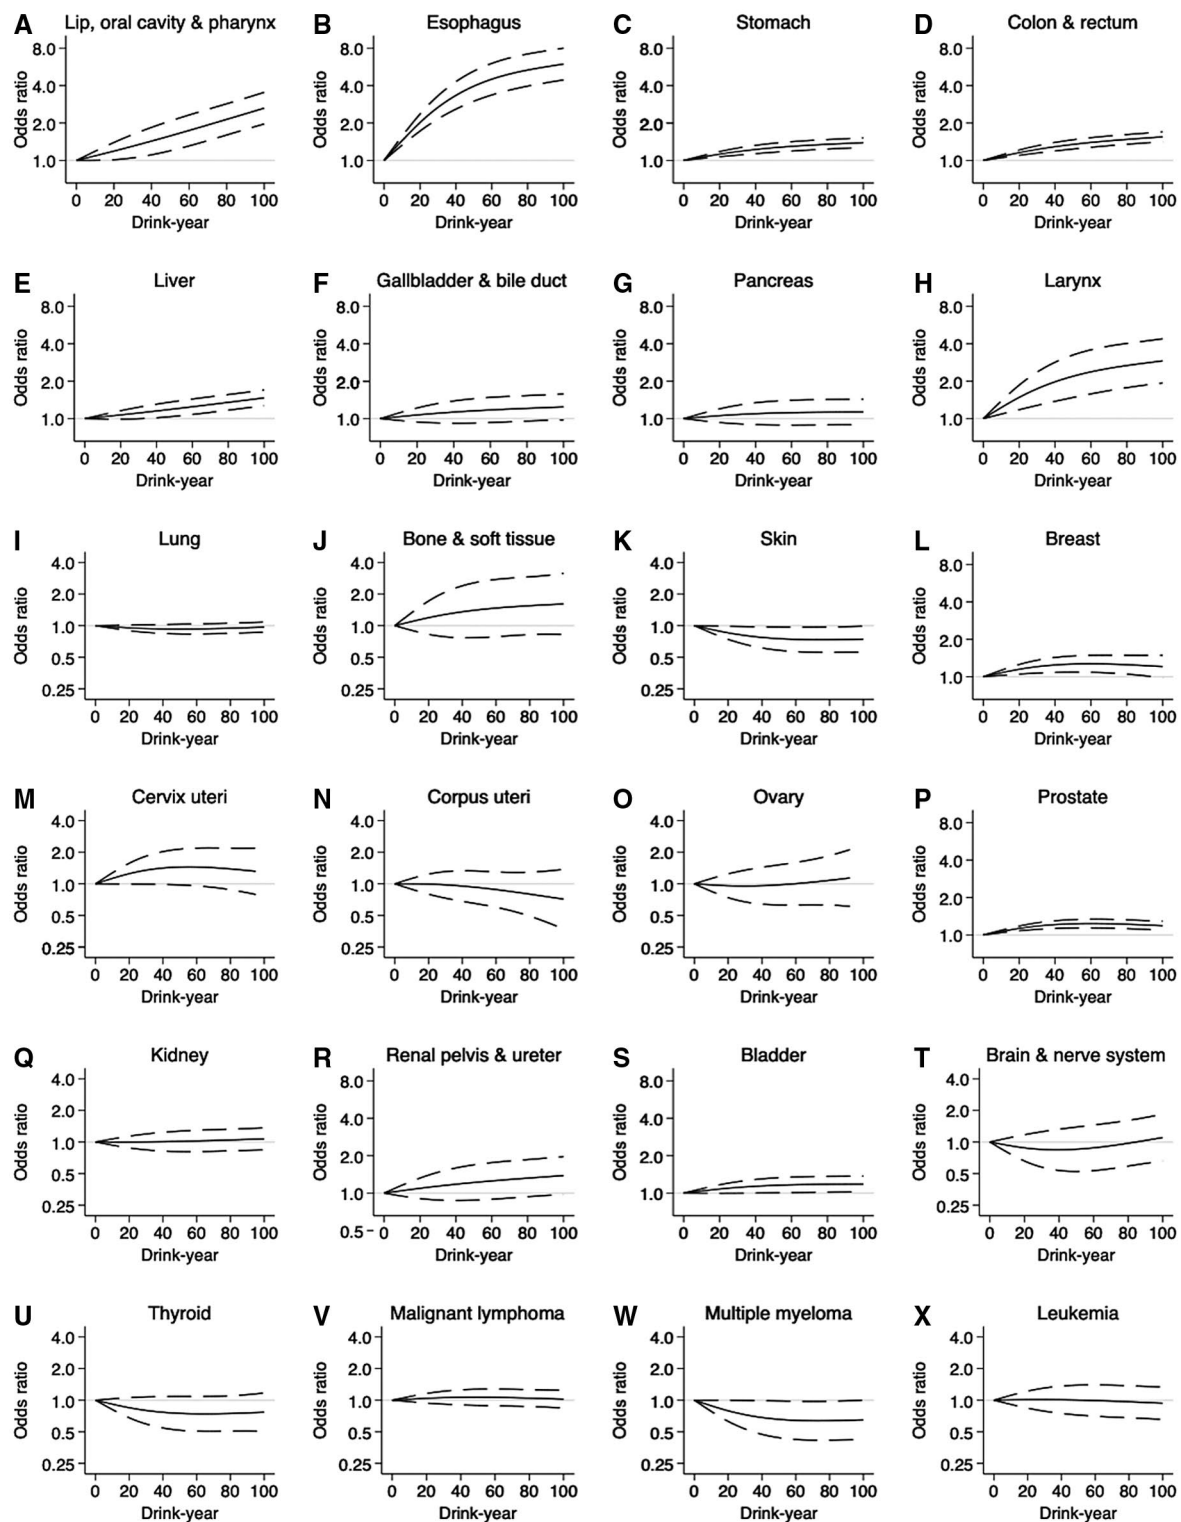 A Lip, oral cavity & pharynx
8.0
4.0
2.0
1.0
Odds ratio
0 20 40 60 80 100
Drink-year
B Esophagus
8.0
4.0
2.0
1.0
Odds ratio
0 20 40 60 80 100
Drink-year
C Stomach
8.0
4.0
2.0
1.0
Odds ratio
0 20 40 60 80 100
Drink-year
D Colon & rectum
8.0
4.0
2.0
1.0
Odds ratio
0 20 40 60 80 100
Drink-year
E Liver
8.0
4.0
2.0
1.0
Odds ratio
0 20 40 60 80 100
Drink-year
F Gallbladder & bile duct
8.0
4.0
2.0
1.0
Odds ratio
0 20 40 60 80 100
Drink-year
G Pancreas
8.0
4.0
2.0
1.0
Odds ratio
0 20 40 60 80 100
Drink-year
H Larynx
8.0
4.0
2.0
1.0
Odds ratio
0 20 40 60 80 100
Drink-year
I Lung
4.0
2.0
1.0
0.5
0.25
Odds ratio
0 20 40 60 80 100
Drink-year
J Bone & soft tissue
4.0
2.0
1.0
0.5
0.25
Odds ratio
0 20 40 60 80 100
Drink-year
K Skin
4.0
2.0
1.0
0.5
0.25
Odds ratio
0 20 40 60 80 100
Drink-year
L Breast
8.0
4.0
2.0
1.0
Odds ratio
0 20 40 60 80 100
Drink-year
M Cervix uteri
4.0
2.0
1.0
0.5
0.25
Odds ratio
0 20 40 60 80 100
Drink-year
N Corpus uteri
4.0
2.0
1.0
0.5
0.25
Odds ratio
0 20 40 60 80 100
Drink-year
O Ovary
4.0
2.0
1.0
0.5
0.25
Odds ratio
0 20 40 60 80 100
Drink-year
P Prostate
8.0
4.0
2.0
1.0
Odds ratio
0 20 40 60 80 100
Drink-year
Q Kidney
4.0
2.0
1.0
0.5
0.25
Odds ratio
0 20 40 60 80 100
Drink-year
R Renal pelvis & ureter
8.0
4.0
2.0
1.0
0.5
Odds ratio
0 20 40 60 80 100
Drink-year
S Bladder
8.0
4.0
2.0
1.0
Odds ratio
0 20 40 60 80 100
Drink-year
T Brain & nerve system
4.0
2.0
1.0
0.5
0.25
Odds ratio
0 20 40 60 80 100
Drink-year
U Thyroid
4.0
2.0
1.0
0.5
0.25
Odds ratio
0 20 40 60 80 100
Drink-year
V Malignant lymphoma
4.0
2.0
1.0
0.5
0.25
Odds ratio
0 20 40 60 80 100
Drink-year
W Multiple myeloma
4.0
2.0
1.0
0.5
0.25
Odds ratio
0 20 40 60 80 100
Drink-year
X Leukemia
4.0
2.0
1.0
0.5
0.25
Odds ratio
0 20 40 60 80 100
Drink-year